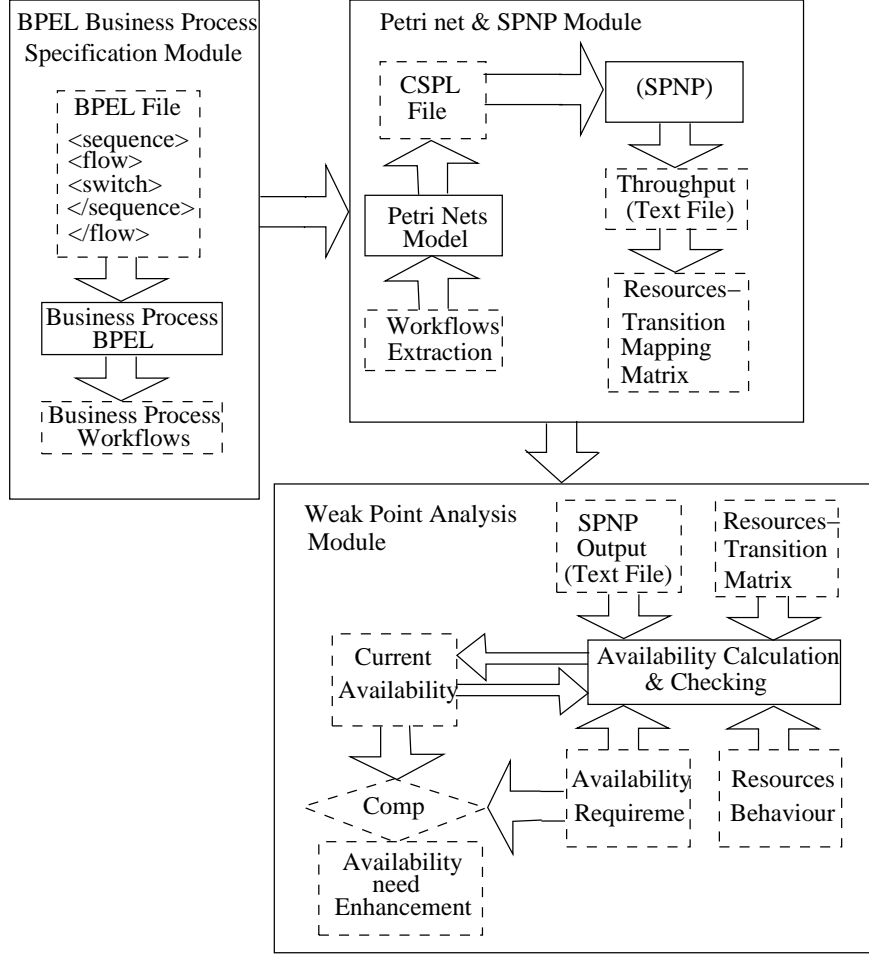 BPEL Business Process
Specification Module
BPEL File
<sequence>
<flow>
<switch>
</sequence>
</flow>
Business Process
BPEL
Business Process
Workflows
Petri net & SPNP Module
CSPL
File
(SPNP)
Petri Nets
Model
Workflows
Extraction
Throughput
(Text File)
Resources–
Transition
Mapping
Matrix
Weak Point Analysis
Module
SPNP
Output
(Text File)
Resources–
Transition
Matrix
Current
Availability
Availability Calculation
& Checking
Comp
Availability
Requireme
Resources
Behaviour
Availability
need
Enhancement